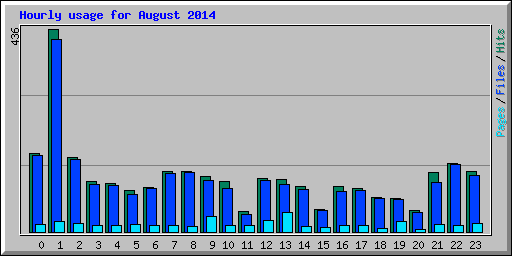 Hourly usage for August 2014
436
Pages/Files/Hits
0 1 2 3 4 5 6 7 8 9 10 11 12 13 14 15 16 17 18 19 20 21 22 23